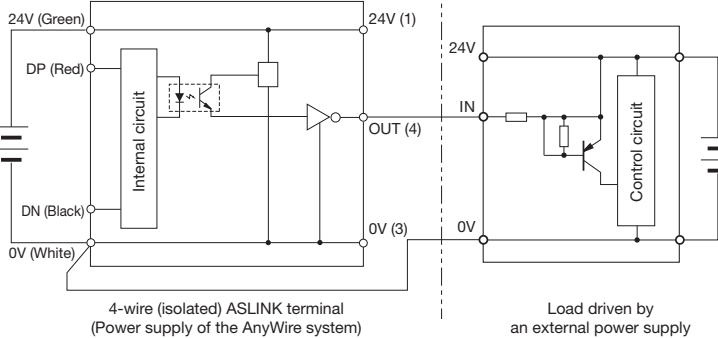 24V (Green)
24V (1)
DP (Red)
Internal circuit
OUT (4)
DN (Black)
0V (3)
0V (White)
24V
IN
Control circuit
0V
4-wire (isolated) ASLINK terminal
(Power supply of the AnyWire system)
Load driven by
an external power supply